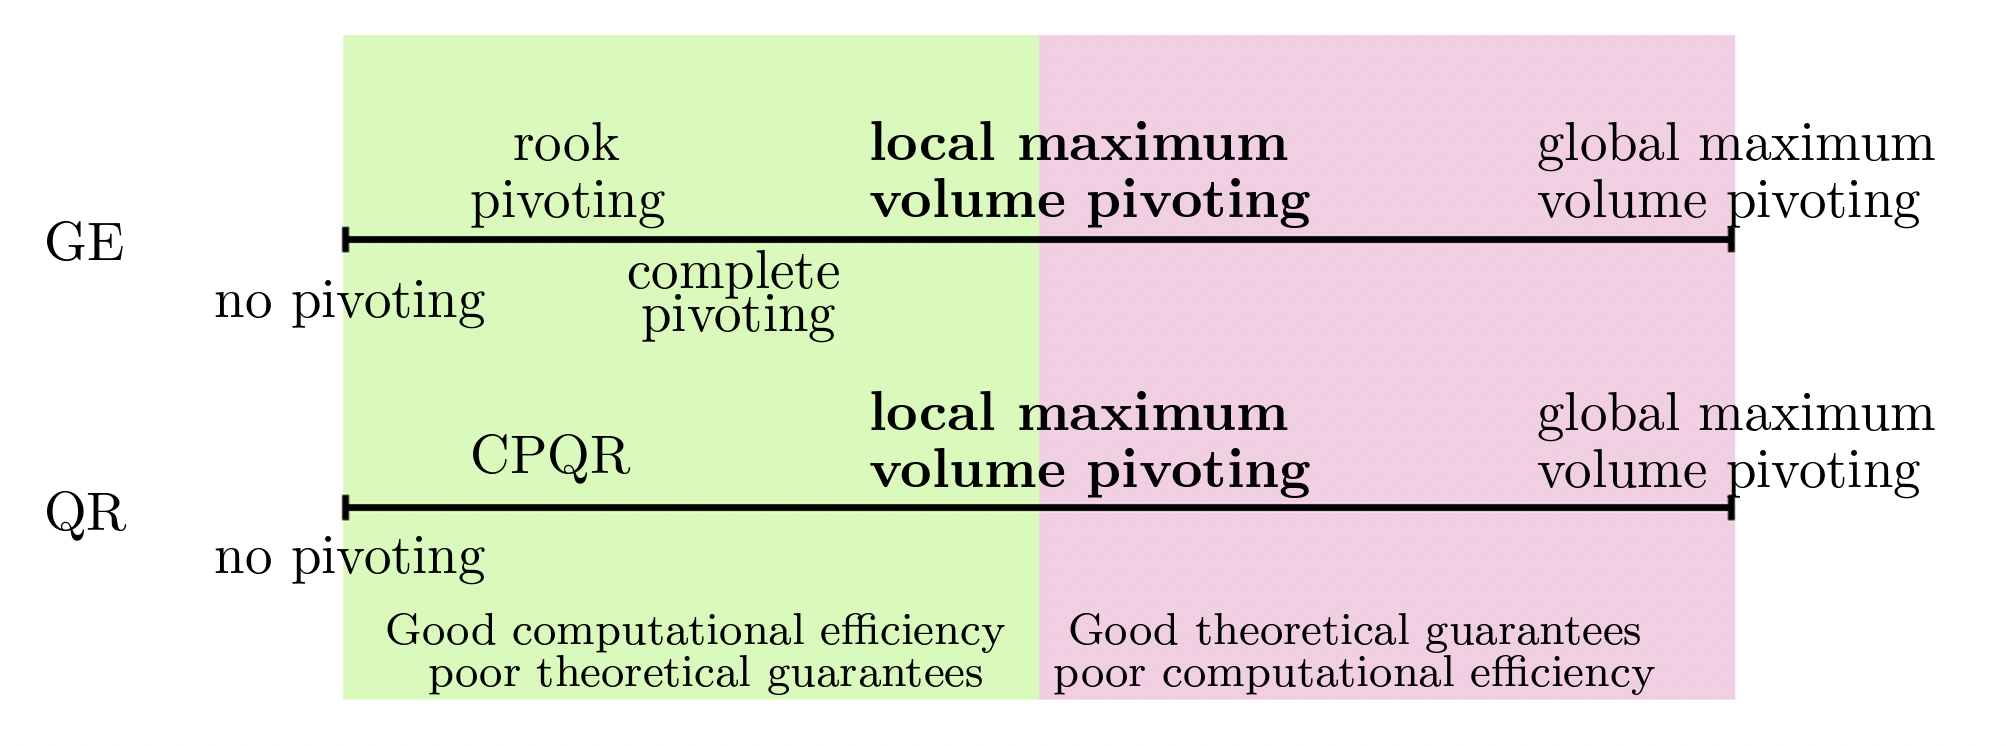 rook
pivoting
local maximum
volume pivoting
global maximum
volume pivoting
GE
no pivoting
complete
pivoting
CPQR
local maximum
volume pivoting
global maximum
volume pivoting
QR
no pivoting
Good computational efficiency
poor theoretical guarantees
Good theoretical guarantees
poor computational efficiency